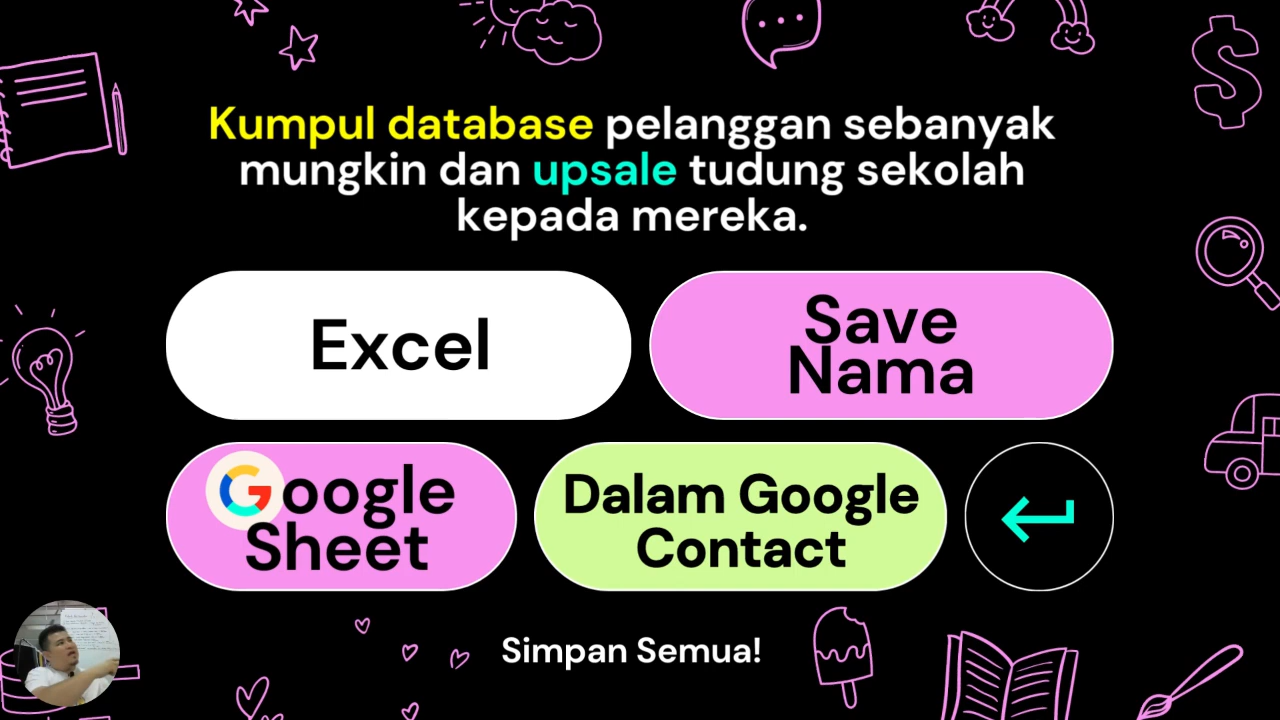 Kumpul database pelanggan sebanyak
mungkin dan upsale tudung sekolah
kepada mereka.
Excel
Save
Nama
Google
Sheet
Dalam Google
Contact
Simpan Semua!